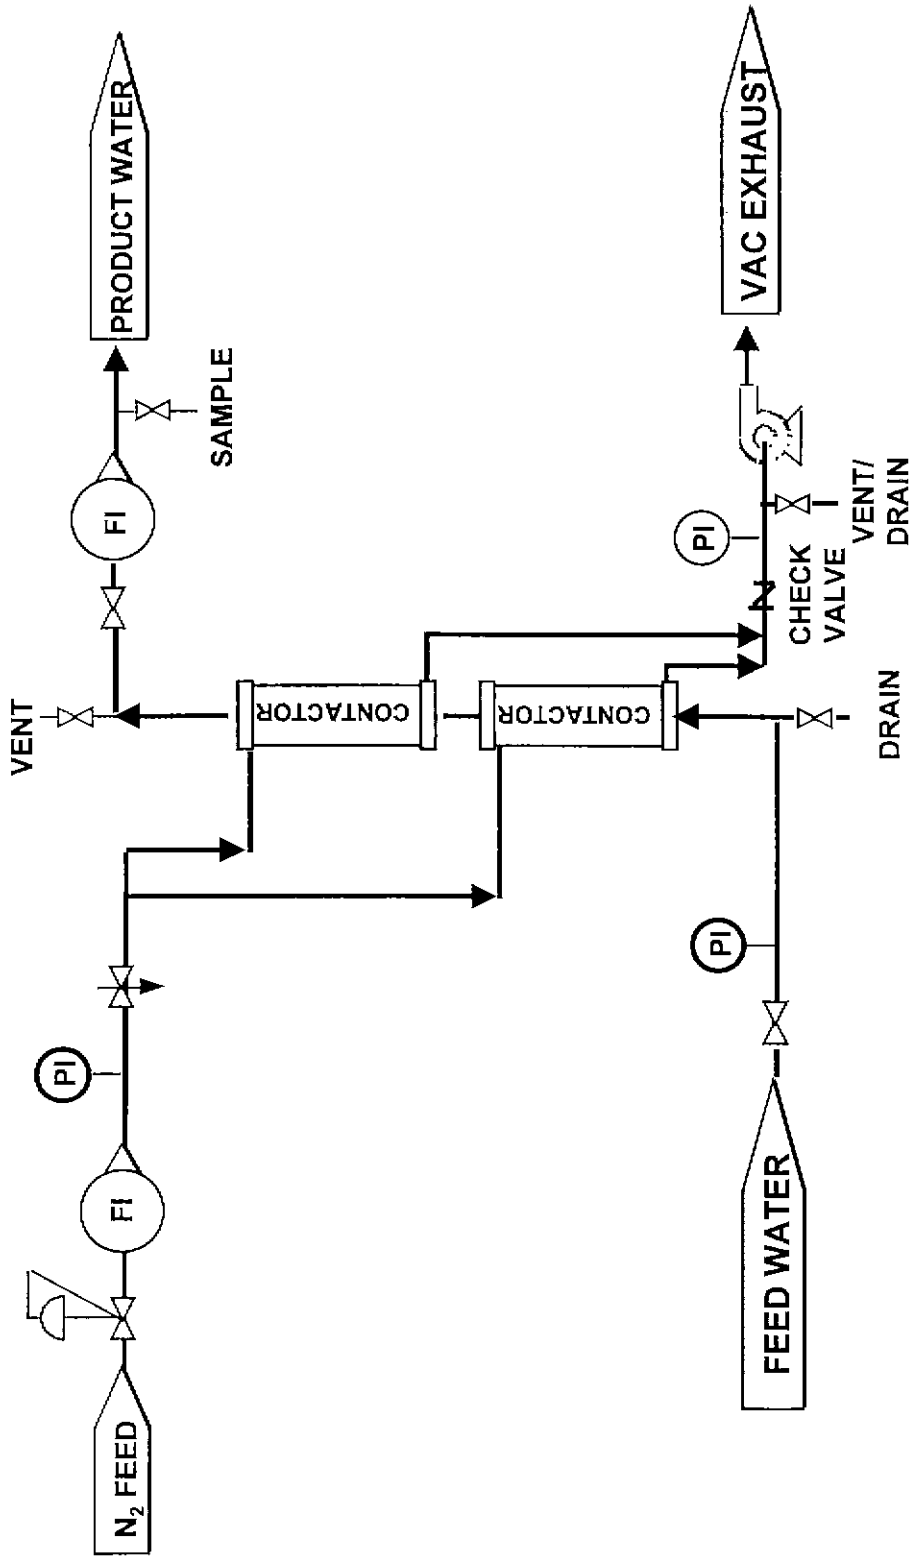 N₂ FEED
FI
PI
VENT
FI
SAMPLE
PRODUCT WATER
CONTACTOR
CONTACTOR
FEED WATER
PI
DRAIN
CHECK
VALVE
PI
VENT/
DRAIN
VAC EXHAUST